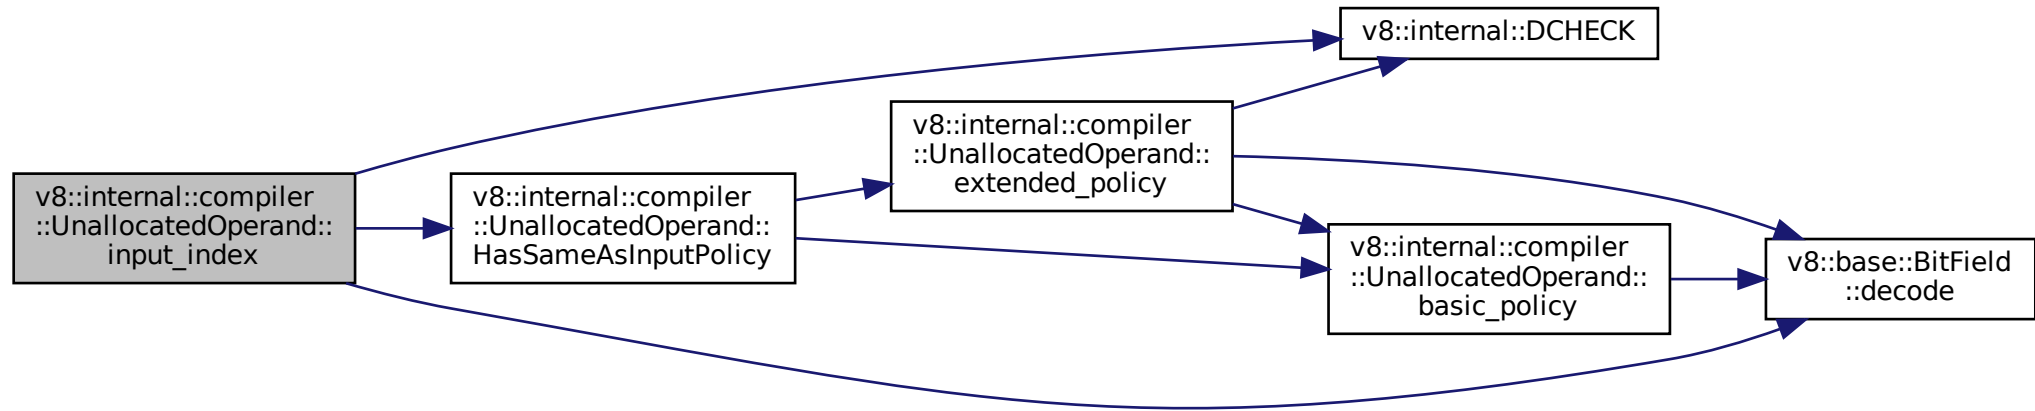 v8::internal::compiler
::UnallocatedOperand::
input_index
v8::internal::compiler
::UnallocatedOperand::
HasSameAsInputPolicy
v8::internal::compiler
::UnallocatedOperand::
extended_policy
v8::internal::DCHECK
v8::internal::compiler
::UnallocatedOperand::
basic_policy
v8::base::BitField
::decode